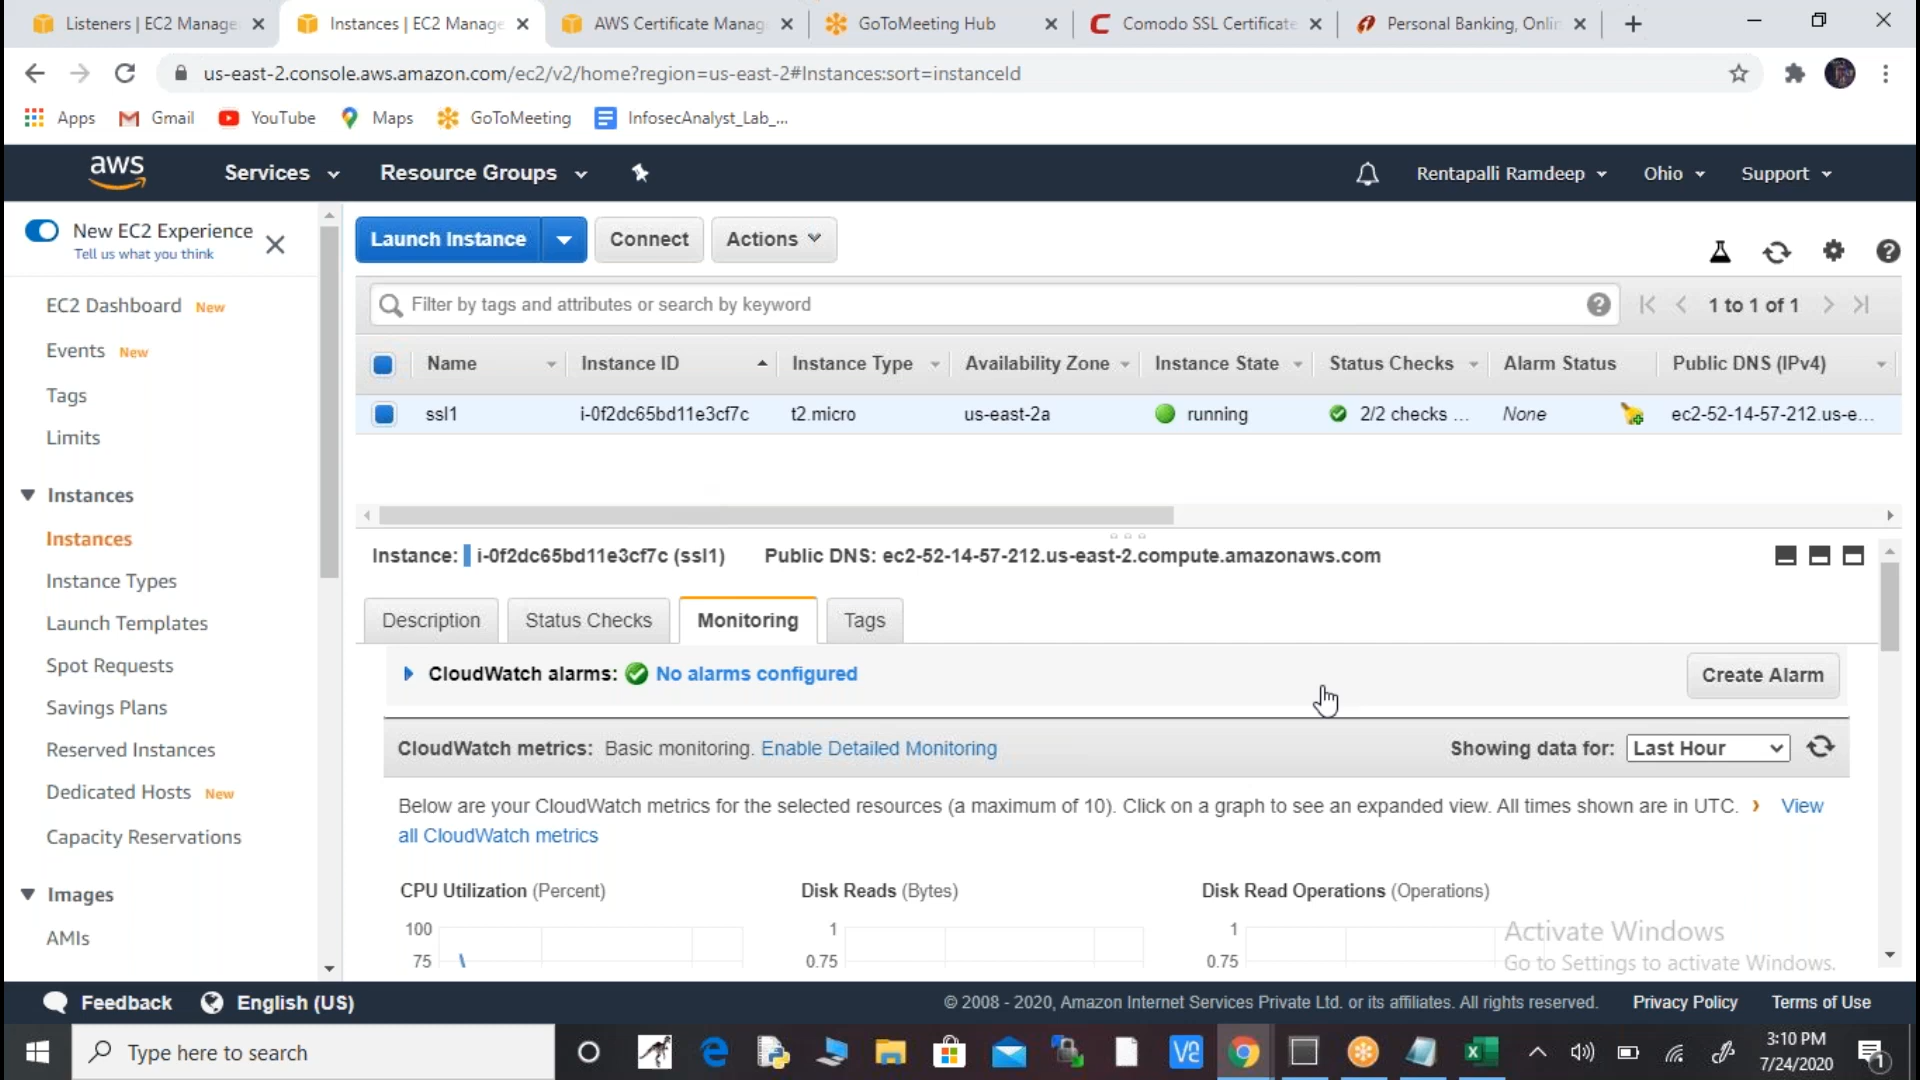 Listeners | EC2 Manage
Instances | EC2 Manage
AWS Certificate Manag
GoToMeeting Hub
Comodo SSL Certificate
Personal Banking, Onlin
us-east-2.console.aws.amazon.com/ec2/v2/home?region=us-east-2#Instances:sort=instanceId
Apps
Gmail
YouTube
Maps
GoToMeeting
InfosecAnalyst_Lab_...
aws
Services
Resource Groups
Rentapalli Ramdeep
Ohio
Support
New EC2 Experience
Tell us what you think
EC2 Dashboard New
Events New
Tags
Limits
Instances
Instances
Instance Types
Launch Templates
Spot Requests
Savings Plans
Reserved Instances
Dedicated Hosts New
Capacity Reservations
Images
AMIs
Launch Instance
Connect
Actions
Filter by tags and attributes or search by keyword
1 to 1 of 1
Name Instance ID Instance Type Availability Zone Instance State Status Checks Alarm Status Public DNS (IPv4)
ssl1 i-0f2dc65bd11e3cf7c t2.micro us-east-2a running 2/2 checks ... None ec2-52-14-57-212.us-e...
Instance: i-0f2dc65bd11e3cf7c (ssl1) Public DNS: ec2-52-14-57-212.us-east-2.compute.amazonaws.com
Description
Status Checks
Monitoring
Tags
CloudWatch alarms: No alarms configured
Create Alarm
CloudWatch metrics: Basic monitoring. Enable Detailed Monitoring
Showing data for: Last Hour
Below are your CloudWatch metrics for the selected resources (a maximum of 10). Click on a graph to see an expanded view. All times shown are in UTC. View
all CloudWatch metrics
CPU Utilization (Percent)
100
75
Disk Reads (Bytes)
1
0.75
Disk Read Operations (Operations)
1
0.75
Activate Windows
Go to Settings to activate Windows.
Feedback
English (US)
© 2008 - 2020, Amazon Internet Services Private Ltd. or its affiliates. All rights reserved.
Privacy Policy
Terms of Use
Type here to search
3:10 PM
7/24/2020
1